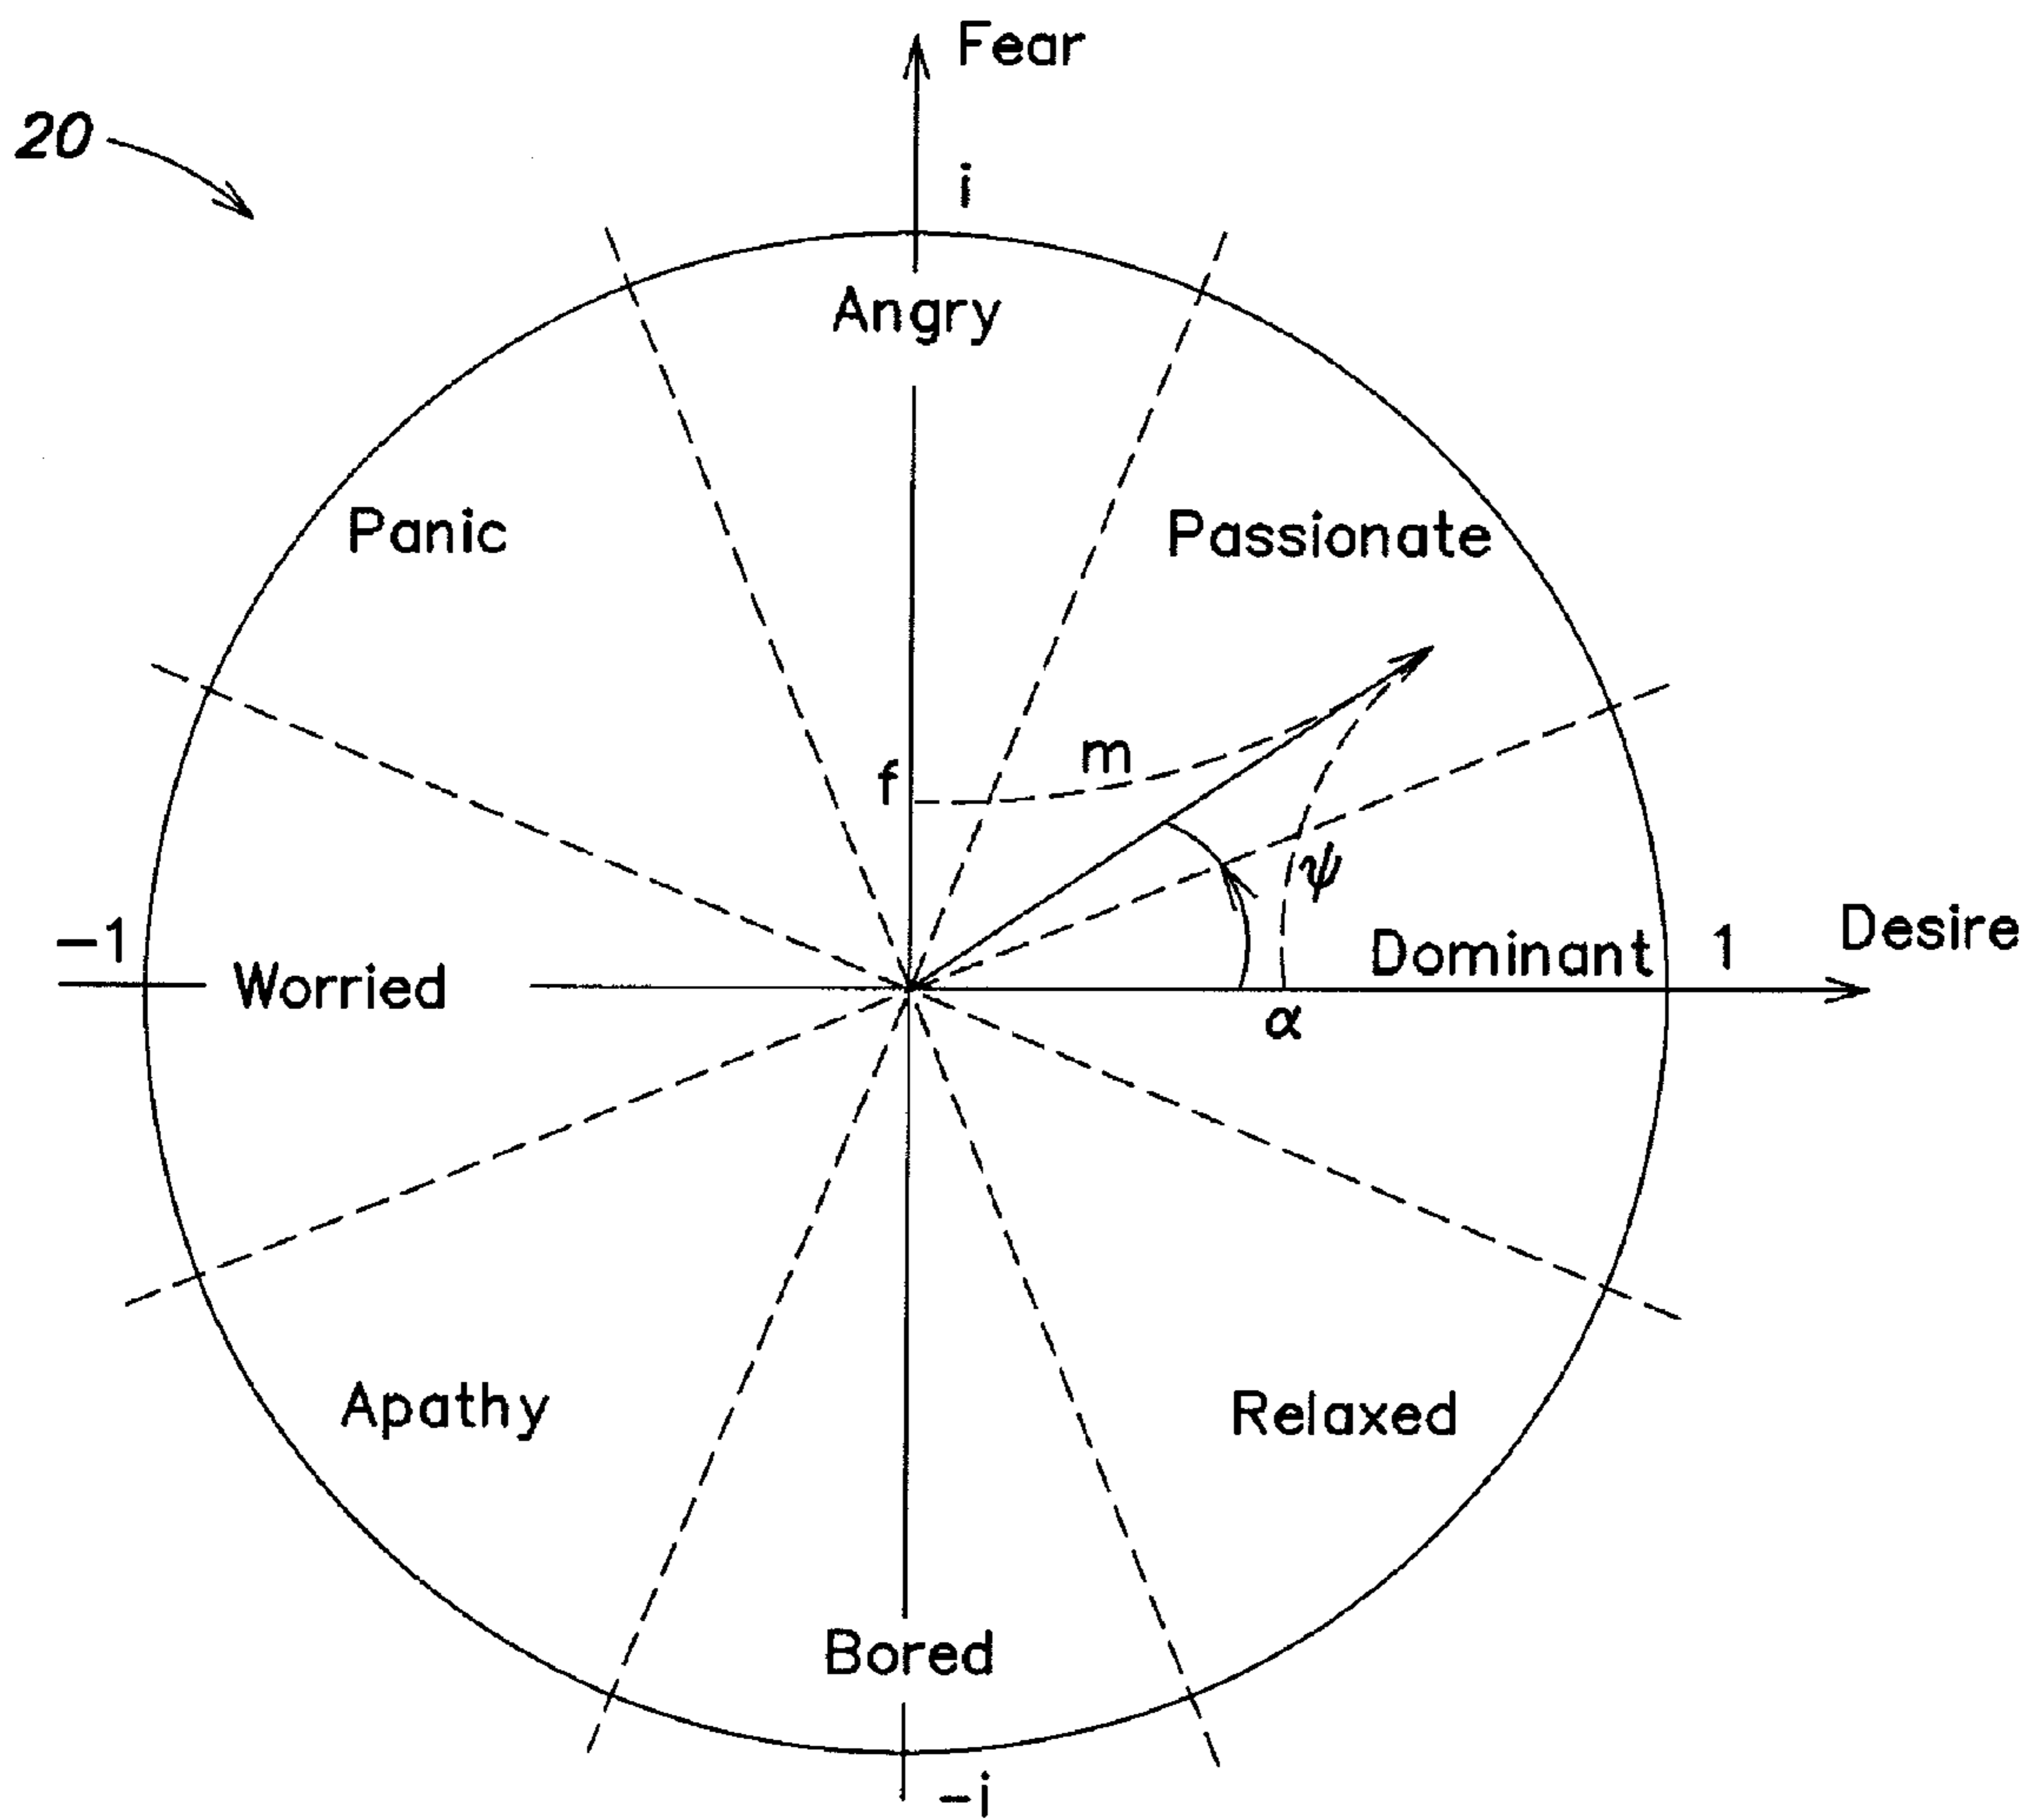 Fear
20
i
Angry
Panic
Passionate
m
f
ψ
-1
Desire
1
Dominant
Worried
α
Apathy
Relaxed
Bored
-i